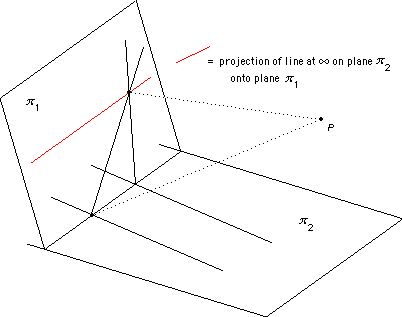 = projection of line at ∞ on plane π2
onto plane π1
π1
P
π2